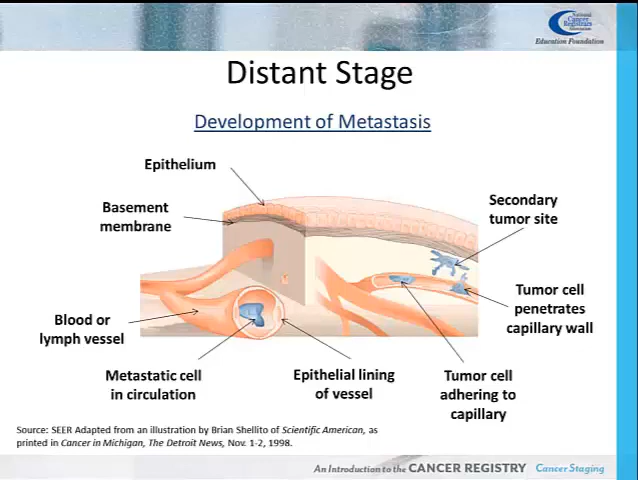 National
Cancer
Registrars
Education Foundation
Distant Stage
Development of Metastasis
Epithelium
Basement
membrane
Secondary
tumor site
Tumor cell
penetrates
capillary wall
Blood or
lymph vessel
Metastatic cell
in circulation
Epithelial lining
of vessel
Tumor cell
adhering to
capillary
Source: SEER Adapted from an illustration by Brian Shellito of Scientific American, as
printed in Cancer in Michigan, The Detroit News, Nov. 1-2, 1998.
An Introduction to the CANCER REGISTRY Cancer Staging